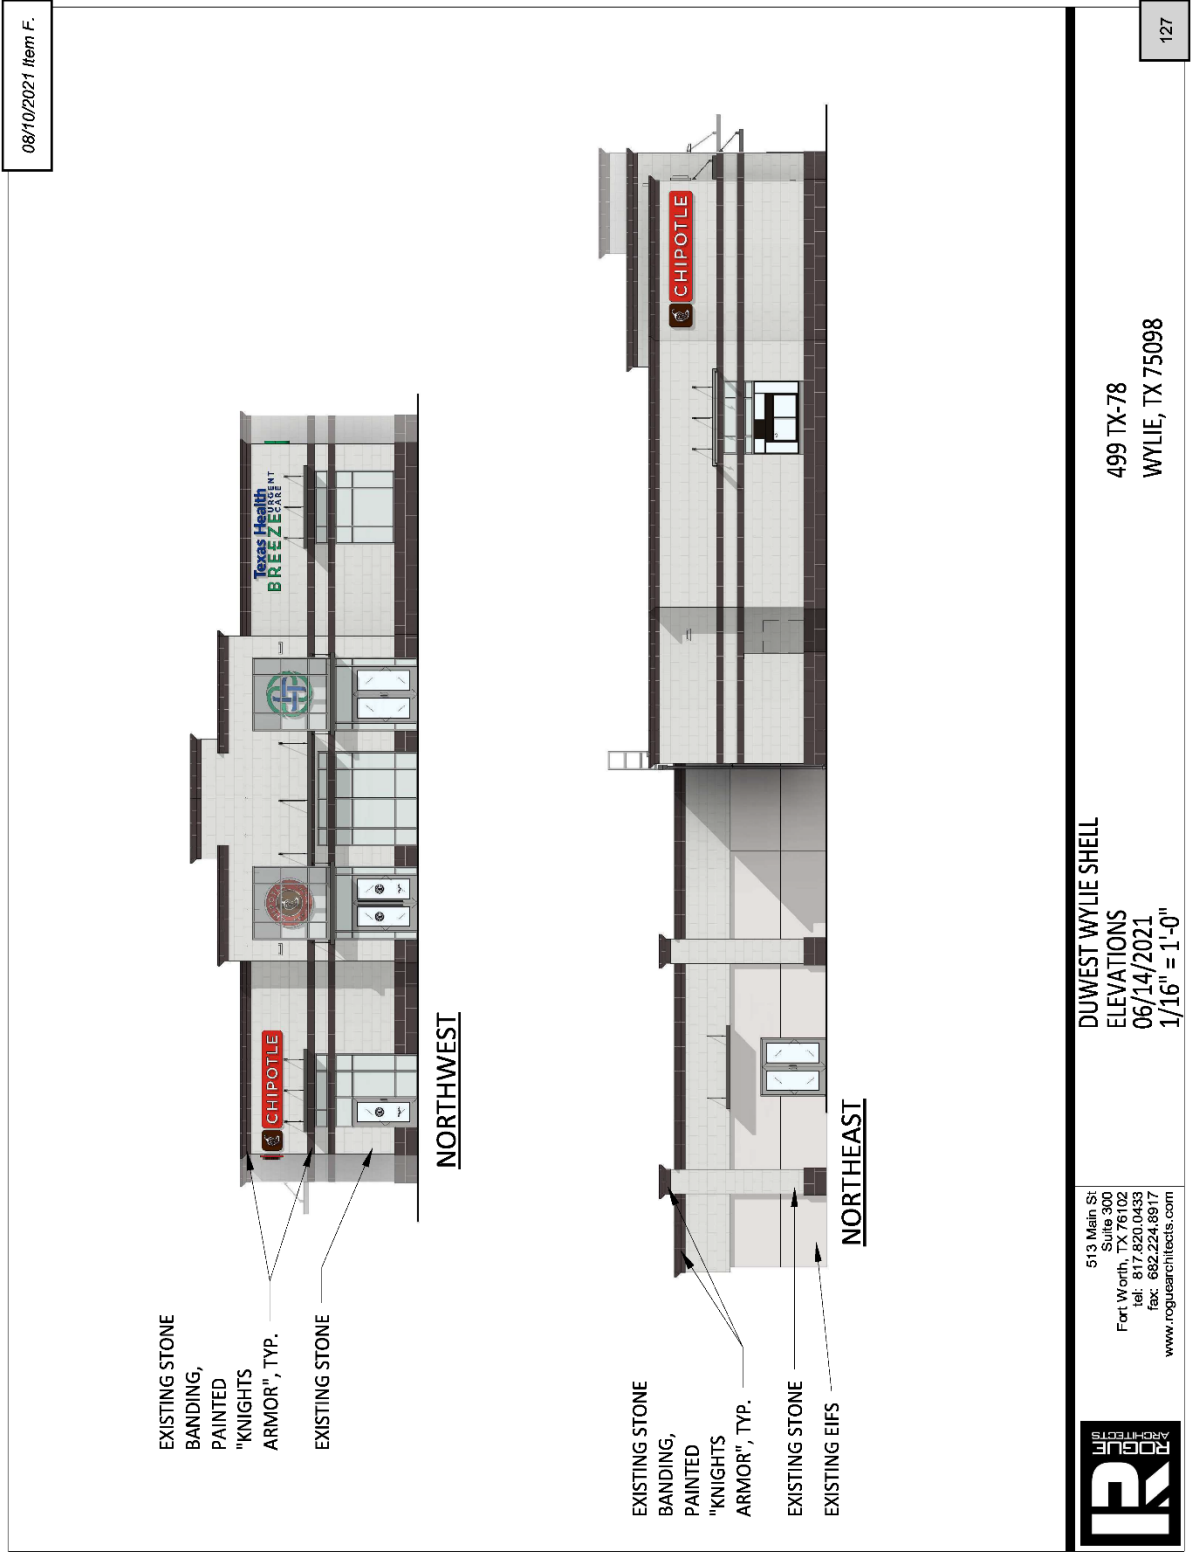 08/10/2021 Item F.
127
EXISTING STONE
BANDING,
PAINTED
"KNIGHTS
ARMOR", TYP.
EXISTING STONE
CHIPOTLE
Texas Health
BREEZE
URGENT
CARE
NORTHWEST
EXISTING STONE
BANDING,
PAINTED
"KNIGHTS
ARMOR", TYP.
EXISTING STONE
EXISTING EIFS
CHIPOTLE
NORTHEAST
ROGUE
ARCHITECTS
513 Main St
Suite 300
Fort Worth, TX 76102
tel: 817.820.0433
fax: 682.224.8917
www.roguearchitects.com
DUWEST WYLIE SHELL
ELEVATIONS
06/14/2021
1/16" = 1'-0"
499 TX-78
WYLIE, TX 75098